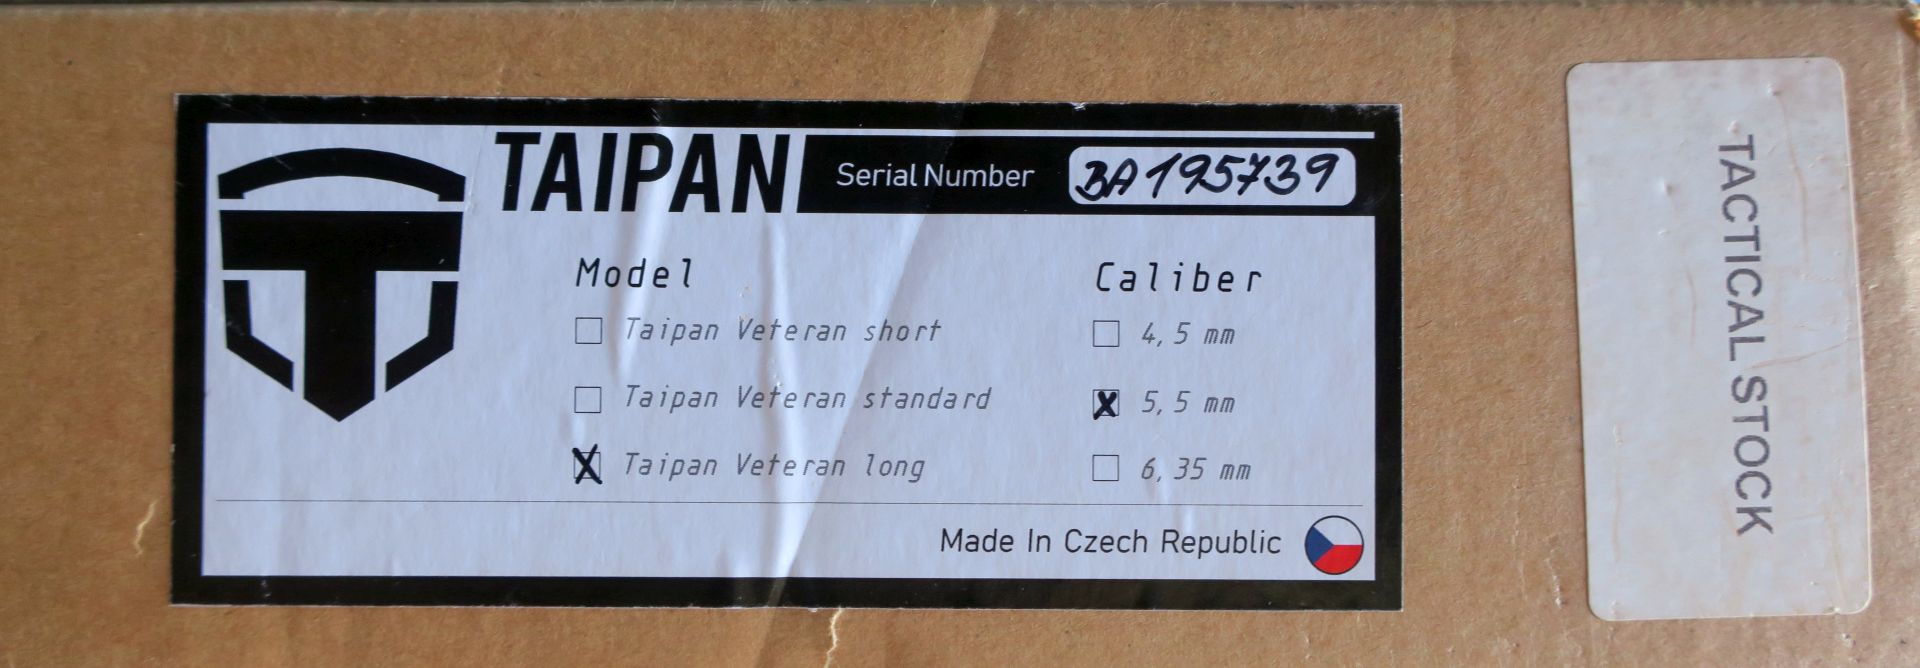 TAIPAN
Serial Number BA195739
Model
Taipan Veteran short
Taipan Veteran standard
Taipan Veteran long
Caliber
4,5 mm
5,5 mm
6,35 mm
Made In Czech Republic
TACTICAL STOCK